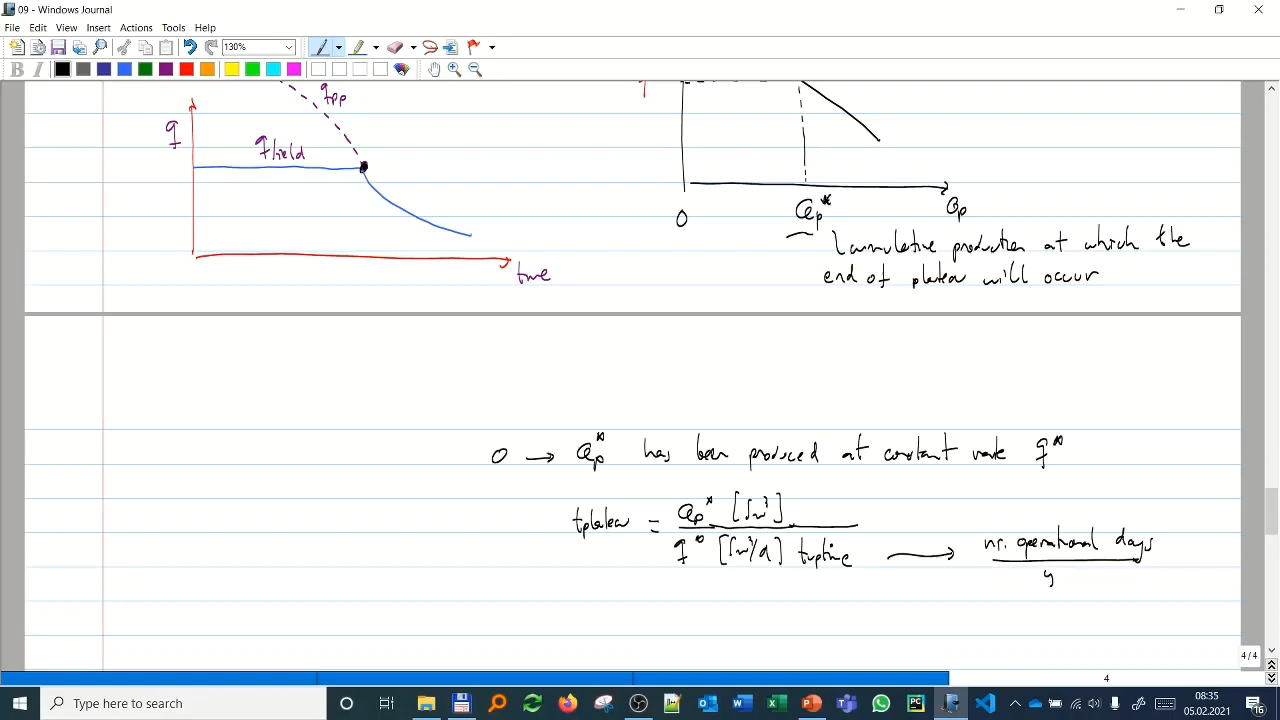 09 - Windows Journal
File Edit View Insert Actions Tools Help
130%
B I
qpp
q
qfield
time
q
0
Qp*
Qp
Cumulative production at which the
end of plateau will occur
0 → Qp* has been produced at constant rate q*
tplateau = Qp* [Sm³]
q* [Sm³/d] tuptime → nr. operational days
y
4 / 4
4
Type here to search
08:35
05.02.2021
16